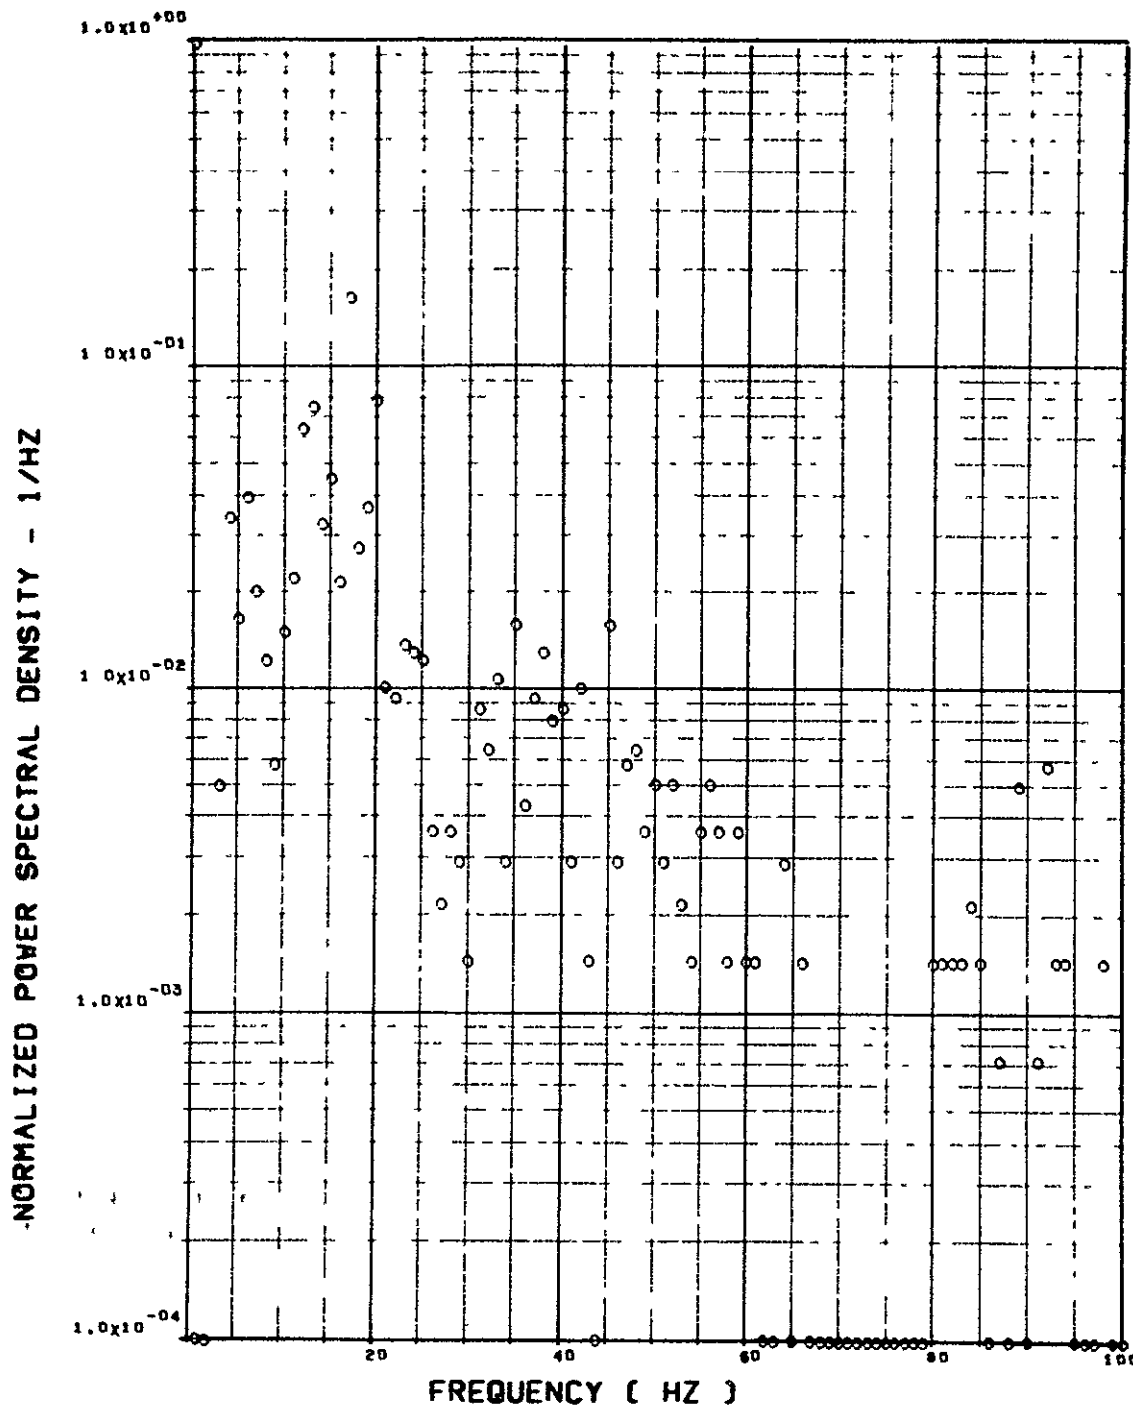 1.0x10+00
1 0x10-01
1 0x10-02
1.0x10-03
1.0x10-04
NORMALIZED POWER SPECTRAL DENSITY - 1/HZ
20
40
60
80
100
FREQUENCY ( HZ )